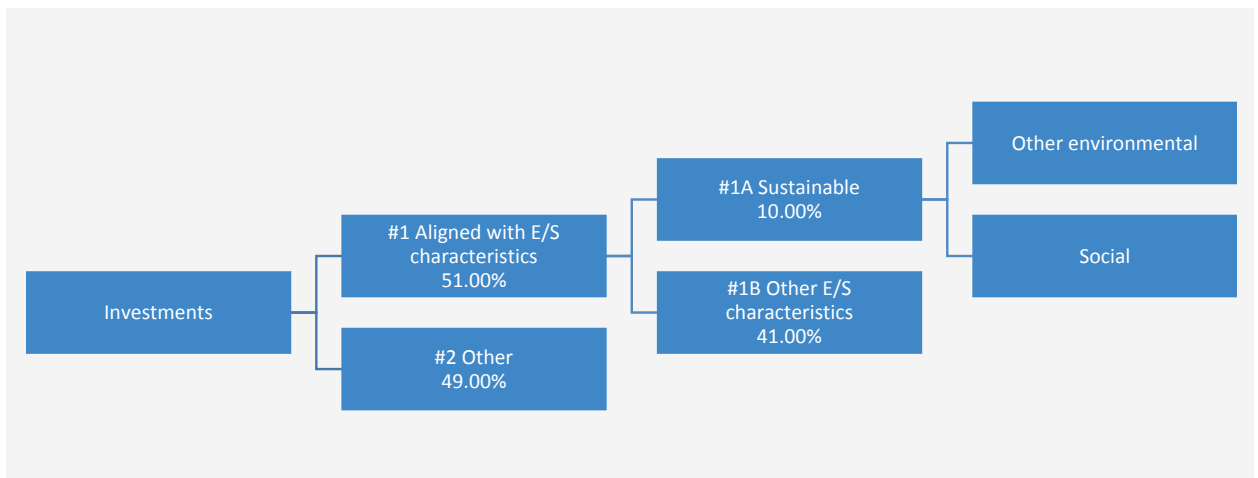 Investments
#1 Aligned with E/S
characteristics
51.00%
#2 Other
49.00%
#1A Sustainable
10.00%
#1B Other E/S
characteristics
41.00%
Other environmental
Social